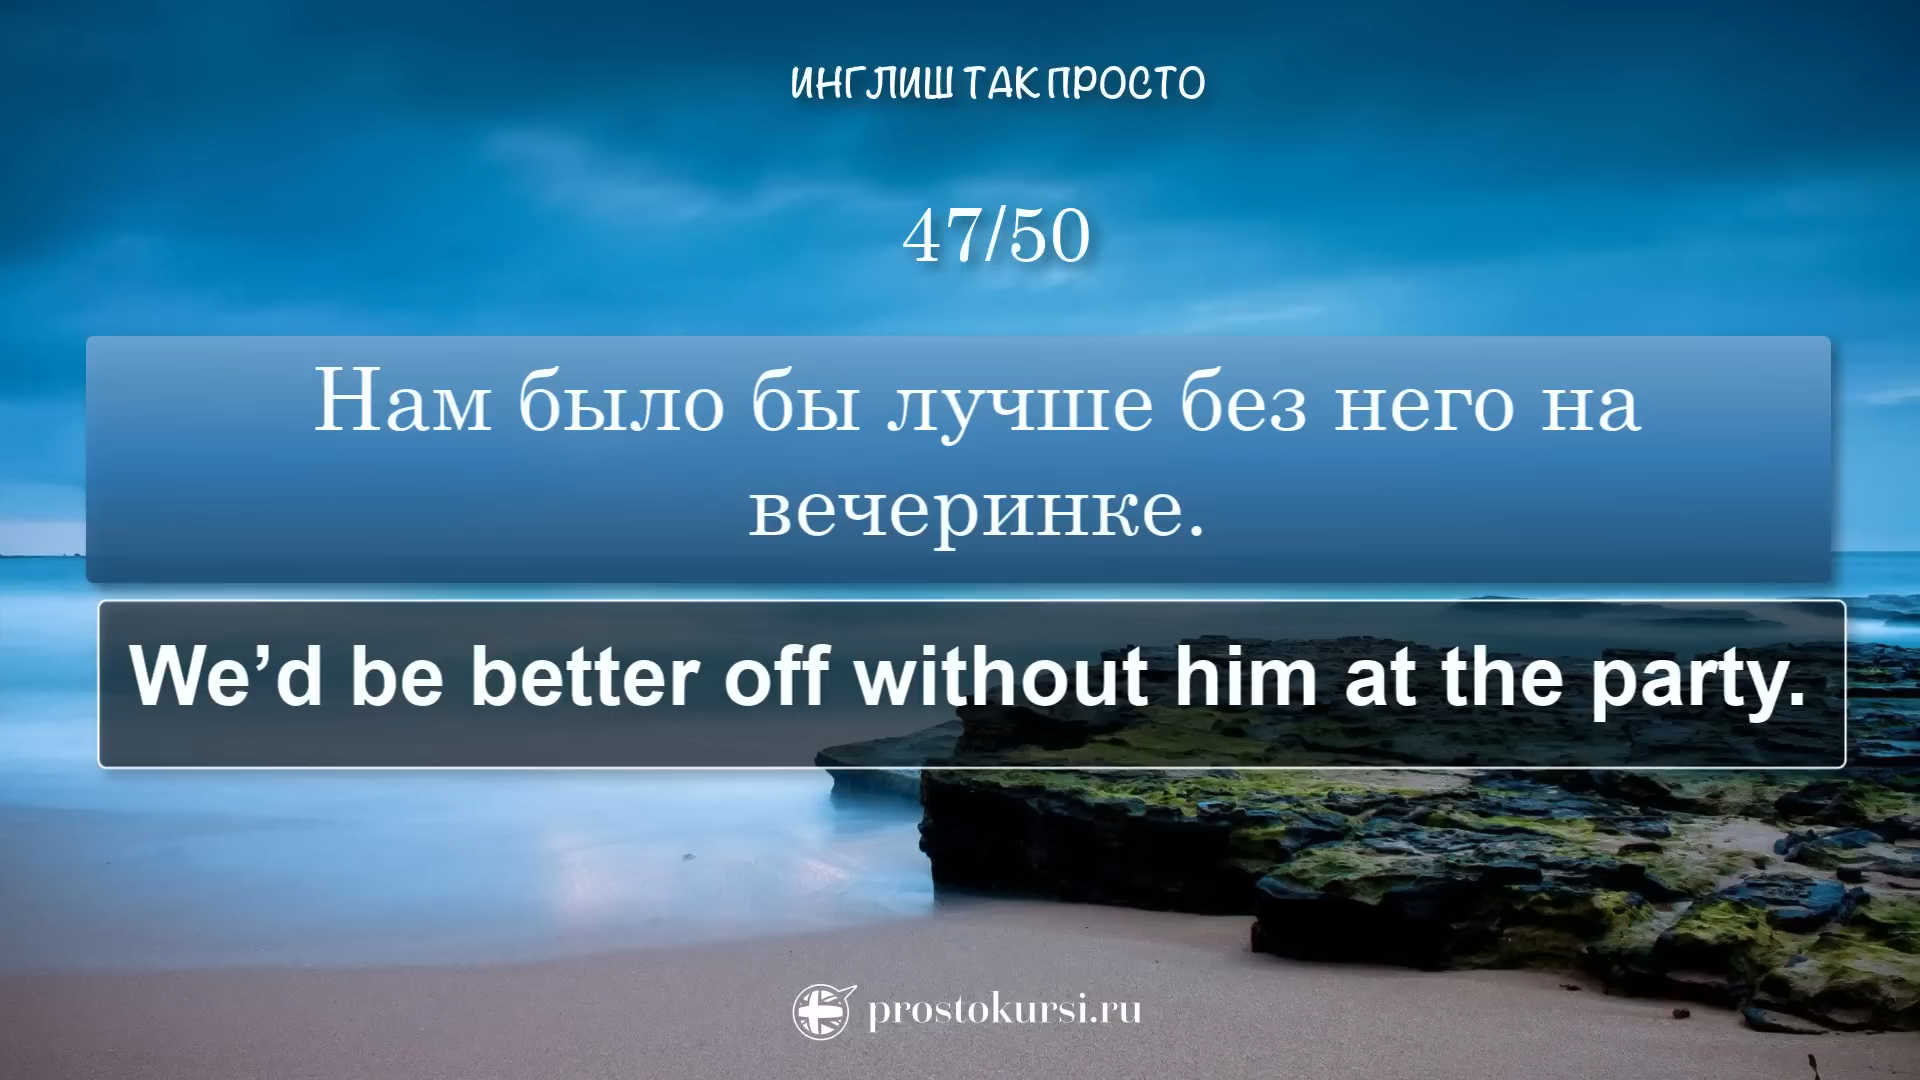 ИНГЛИШ ТАК ПРОСТО
47/50
Нам было бы лучше без него на
вечеринке.
We’d be better off without him at the party.
prostokursi.ru